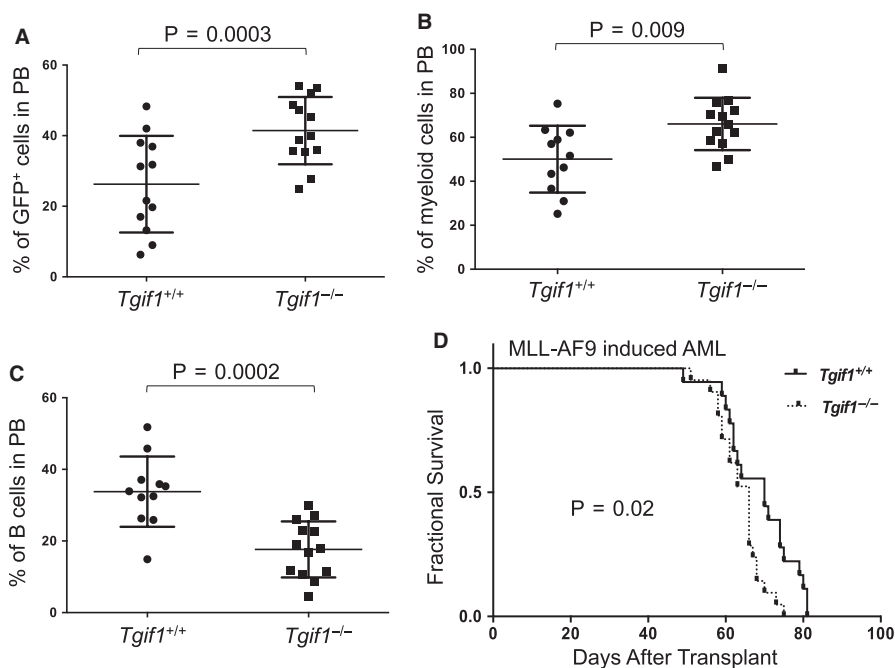 A
P = 0.0003
% of GFP+ cells in PB
60
40
20
0
Tgif1+/+
Tgif1–/–
B
P = 0.009
% of myeloid cells in PB
100
80
60
40
20
0
Tgif1+/+
Tgif1–/–
C
P = 0.0002
% of B cells in PB
60
40
20
0
Tgif1+/+
Tgif1–/–
D
MLL-AF9 induced AML
Tgif1+/+
Tgif1–/–
P = 0.02
Fractional Survival
1.0
0.5
0.0
0
20
40
60
80
100
Days After Transplant